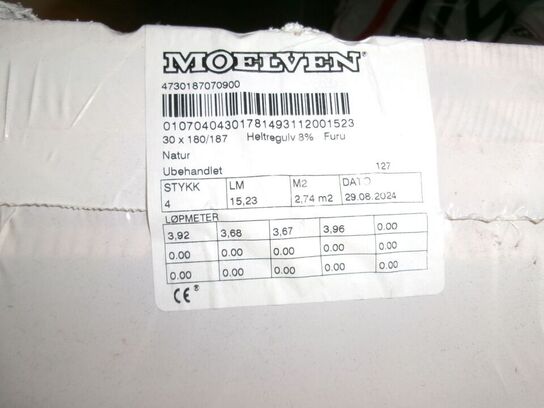 MOELVEN®
4730187070900
01070404301781493112001523
30 x 180/187 Heltregulv 8% Furu
Natur
Ubehandlet 127
STYKK LM M2 DATO
4 15,23 2,74 m2 29.08.2024
LØPMETER
3,92 3,68 3,67 3,96 0.00
0.00 0.00 0.00 0.00 0.00
0.00 0.00 0.00 0.00 0.00
CE®